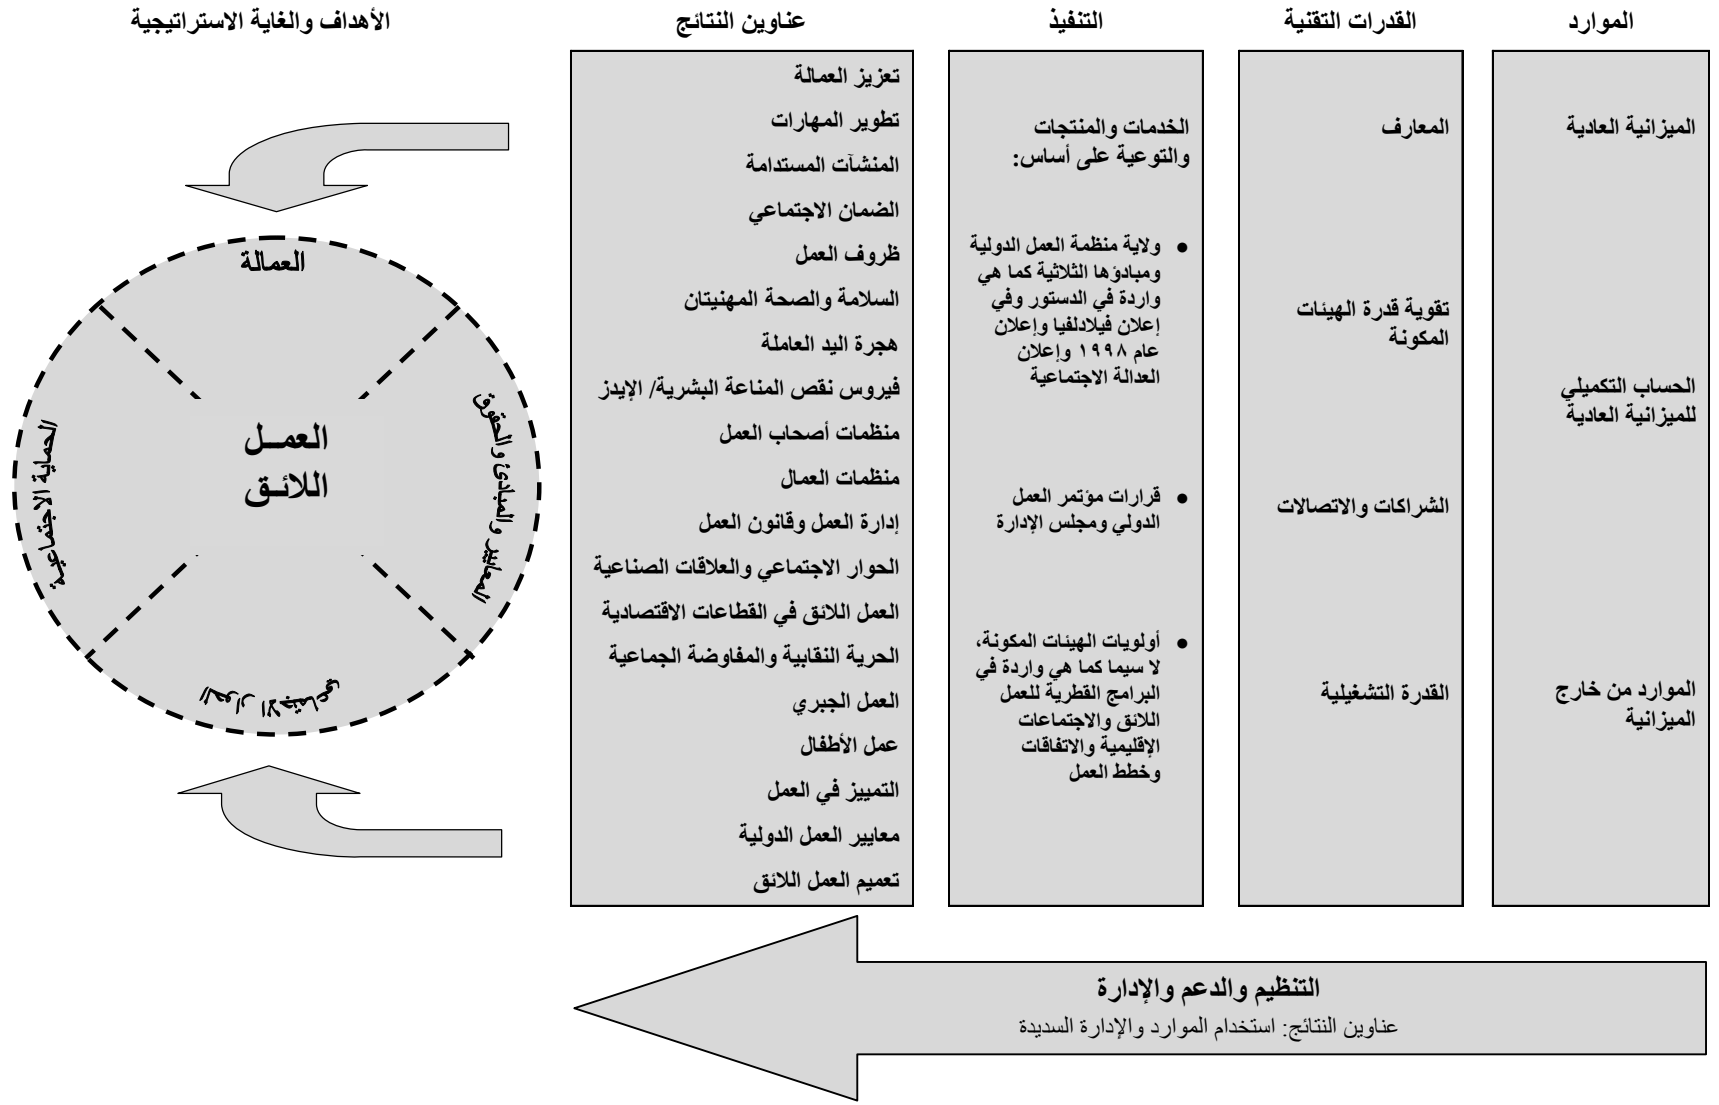 الموارد
الميزانية العادية
الحساب التكميلي
للميزانية العادية
الموارد من خارج
الميزانية
القدرات التقنية
المعارف
تقوية قدرة الهيئات
المكونة
الشراكات والاتصالات
القدرة التشغيلية
التنفيذ
الخدمات والمنتجات
والتوعية على أساس:
• ولاية منظمة العمل الدولية
ومبادؤها الثلاثية كما هي
واردة في الدستور وفي
إعلان فيلادلفيا وإعلان
عام ١٩٩٨ وإعلان
العدالة الاجتماعية
• قرارات مؤتمر العمل
الدولي ومجلس الإدارة
• أولويات الهيئات المكونة،
لا سيما كما هي واردة في
البرامج القطرية للعمل
اللائق والاجتماعات
الإقليمية والاتفاقات
وخطط العمل
عناوين النتائج
تعزيز العمالة
تطوير المهارات
المنشآت المستدامة
الضمان الاجتماعي
ظروف العمل
السلامة والصحة المهنيتان
هجرة اليد العاملة
فيروس نقص المناعة البشرية/ الإيدز
منظمات أصحاب العمل
منظمات العمال
إدارة العمل وقانون العمل
الحوار الاجتماعي والعلاقات الصناعية
العمل اللائق في القطاعات الاقتصادية
الحرية النقابية والمفاوضة الجماعية
العمل الجبري
عمل الأطفال
التمييز في العمل
معايير العمل الدولية
تعميم العمل اللائق
الأهداف والغاية الاستراتيجية
العمالة
المعايير والمبادئ والحقوق
العمــل
اللائـق
الحماية الاجتماعية
الحوار الاجتماعي
التنظيم والدعم والإدارة
عناوين النتائج: استخدام الموارد والإدارة السديدة